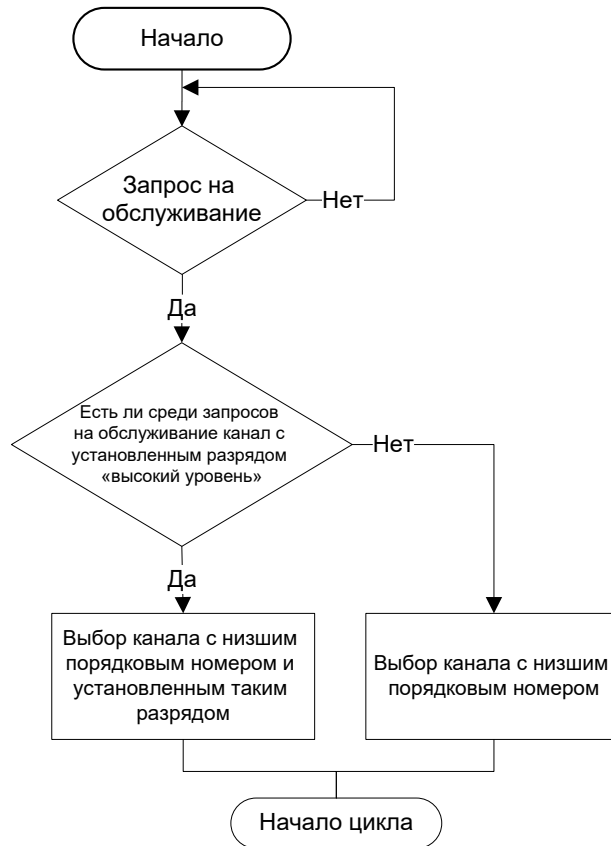 Начало
Запрос на
обслуживание
Нет
Да
Есть ли среди запросов
на обслуживание канал с
установленным разрядом
«высокий уровень»
Нет
Да
Выбор канала с низшим
порядковым номером и
установленным таким
разрядом
Выбор канала с низшим
порядковым номером
Начало цикла